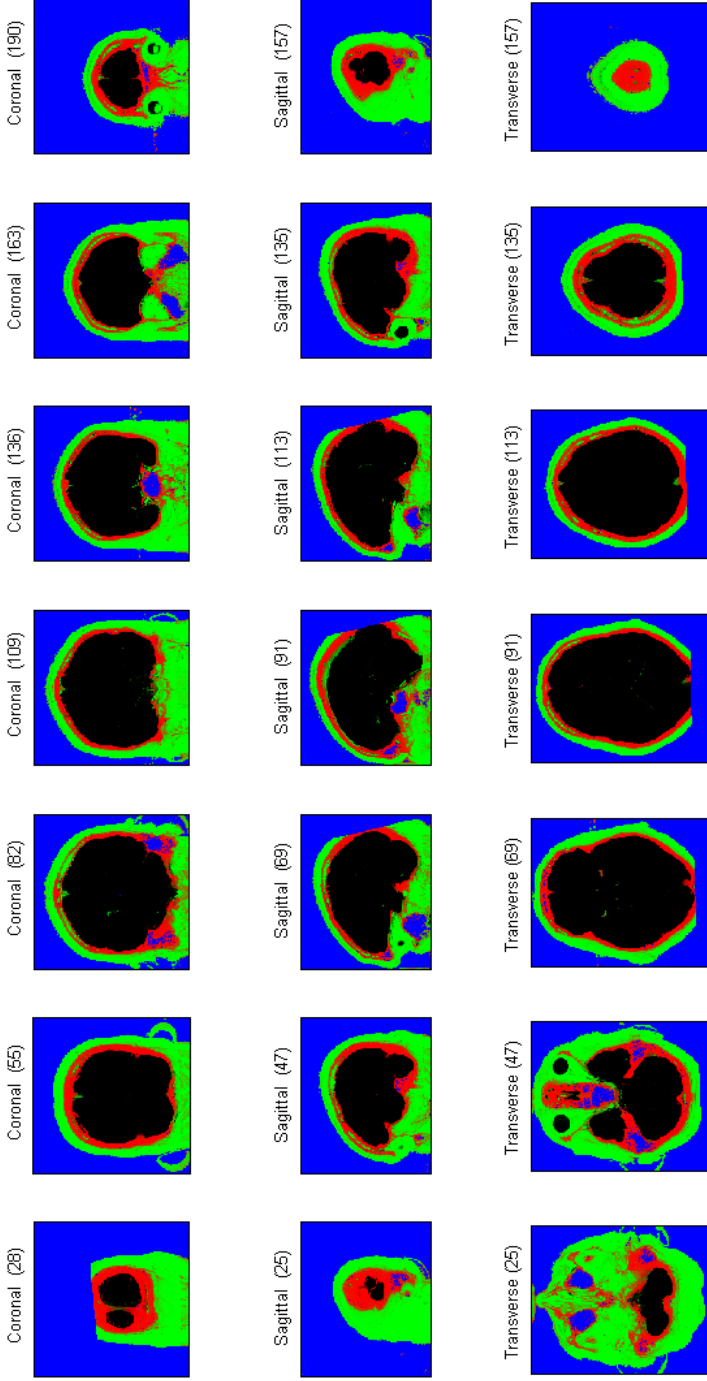 Coronal (28)
Coronal (55)
Coronal (82)
Coronal (109)
Coronal (136)
Coronal (163)
Coronal (190)
Sagittal (25)
Sagittal (47)
Sagittal (69)
Sagittal (91)
Sagittal (113)
Sagittal (135)
Sagittal (157)
Transverse (25)
Transverse (47)
Transverse (69)
Transverse (91)
Transverse (113)
Transverse (135)
Transverse (157)